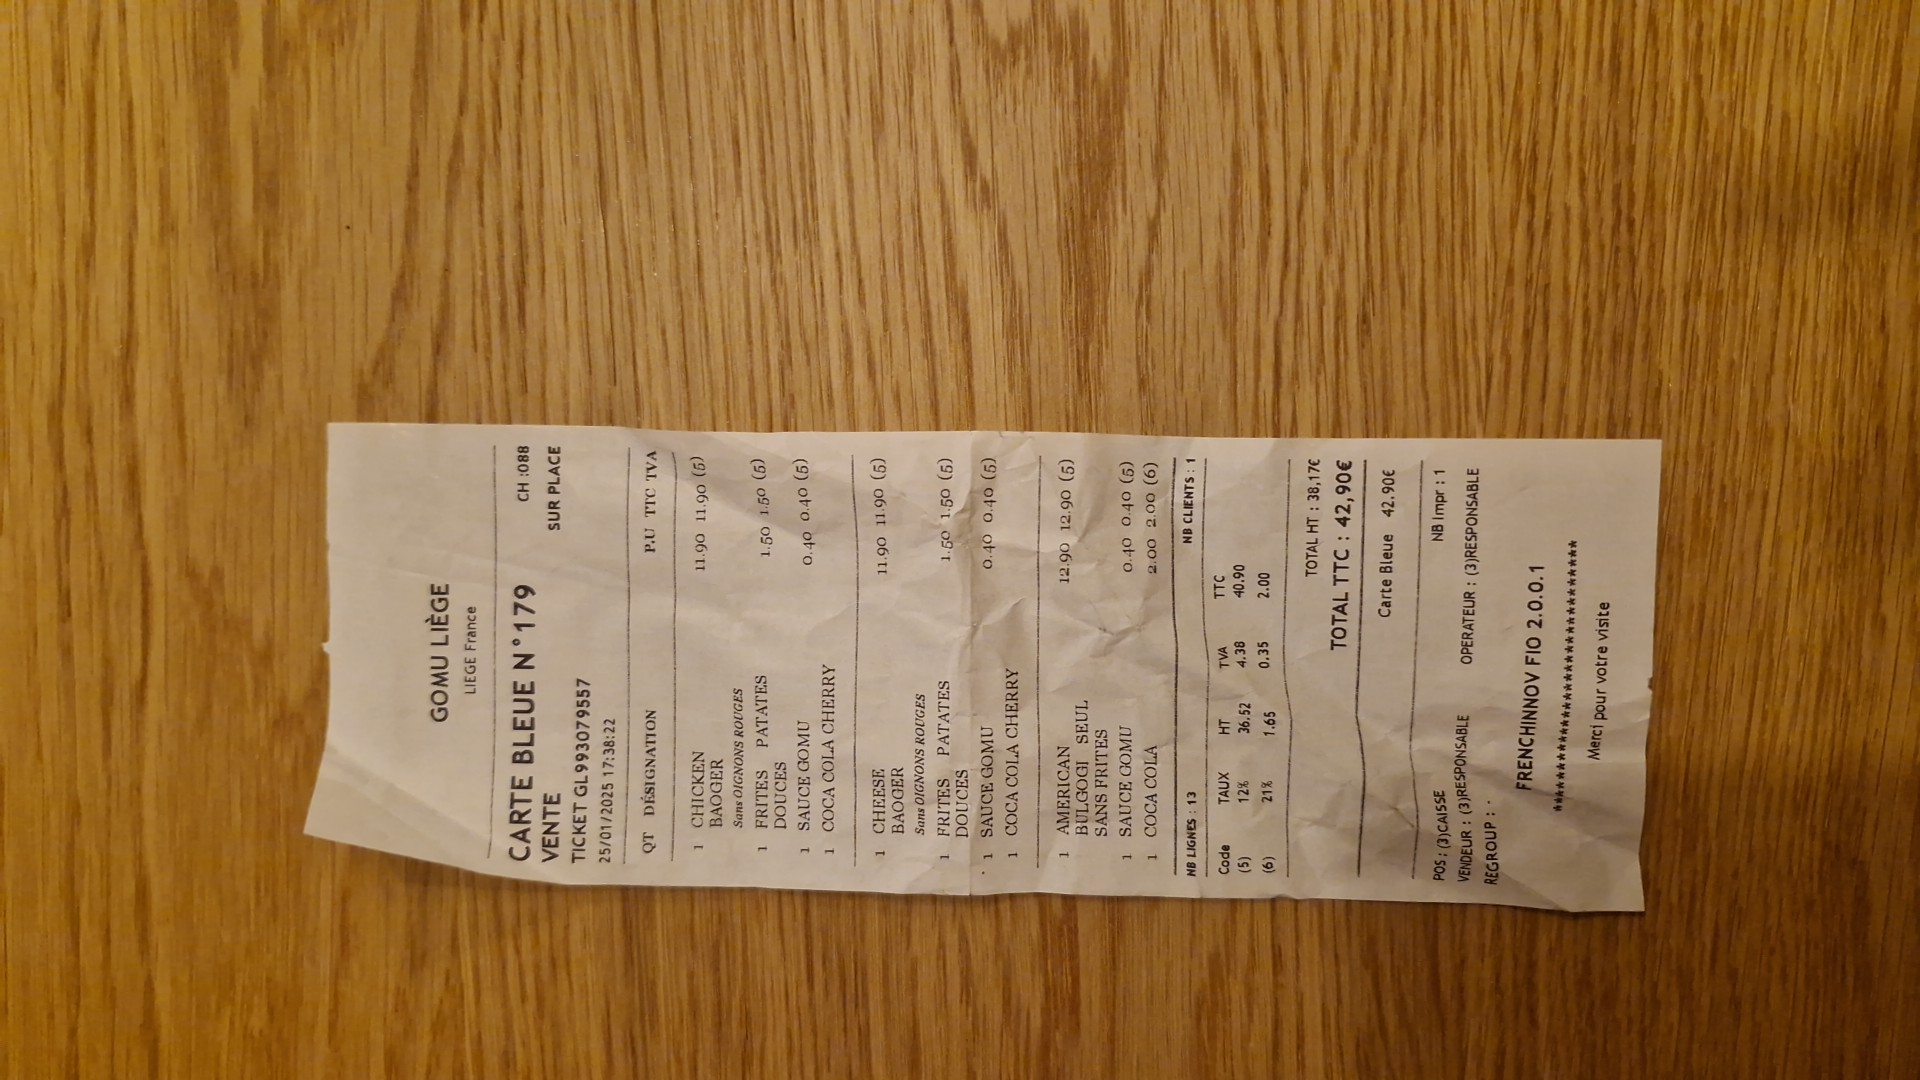 GOMU LIÈGE
LIEGE France
CARTE BLEUE N°179 CH :088
VENTE SUR PLACE
TICKET GL993079557
25/01/2025 17:38:22
QT DÉSIGNATION P.U TTC TVA
1 CHICKEN 11.90 11.90 (5)
BAOGER
Sans OIGNONS ROUGES
1 FRITES PATATES 1.50 1.50 (5)
DOUCES
1 SAUCE GOMU 0.40 0.40 (5)
1 COCA COLA CHERRY
1 CHEESE 11.90 11.90 (5)
BAOGER
Sans OIGNONS ROUGES
1 FRITES PATATES 1.50 1.50 (5)
DOUCES
1 SAUCE GOMU 0.40 0.40 (5)
1 COCA COLA CHERRY
1 AMERICAN 12.90 12.90 (5)
BULGOGI SEUL
SANS FRITES
1 SAUCE GOMU 0.40 0.40 (5)
1 COCA COLA 2.00 2.00 (6)
NB LIGNES : 13 NB CLIENTS : 1
Code TAUX HT TVA TTC
(5) 12% 36.52 4.38 40.90
(6) 21% 1.65 0.35 2.00
TOTAL HT : 38,17€
TOTAL TTC : 42,90€
Carte Bleue 42,90€
POS : (3)CAISSE NB Impr : 1
VENDEUR : (3)RESPONSABLE OPERATEUR : (3)RESPONSABLE
REGROUP : -
FRENCHINNOV FIO 2.0.0.1
************************************
Merci pour votre visite